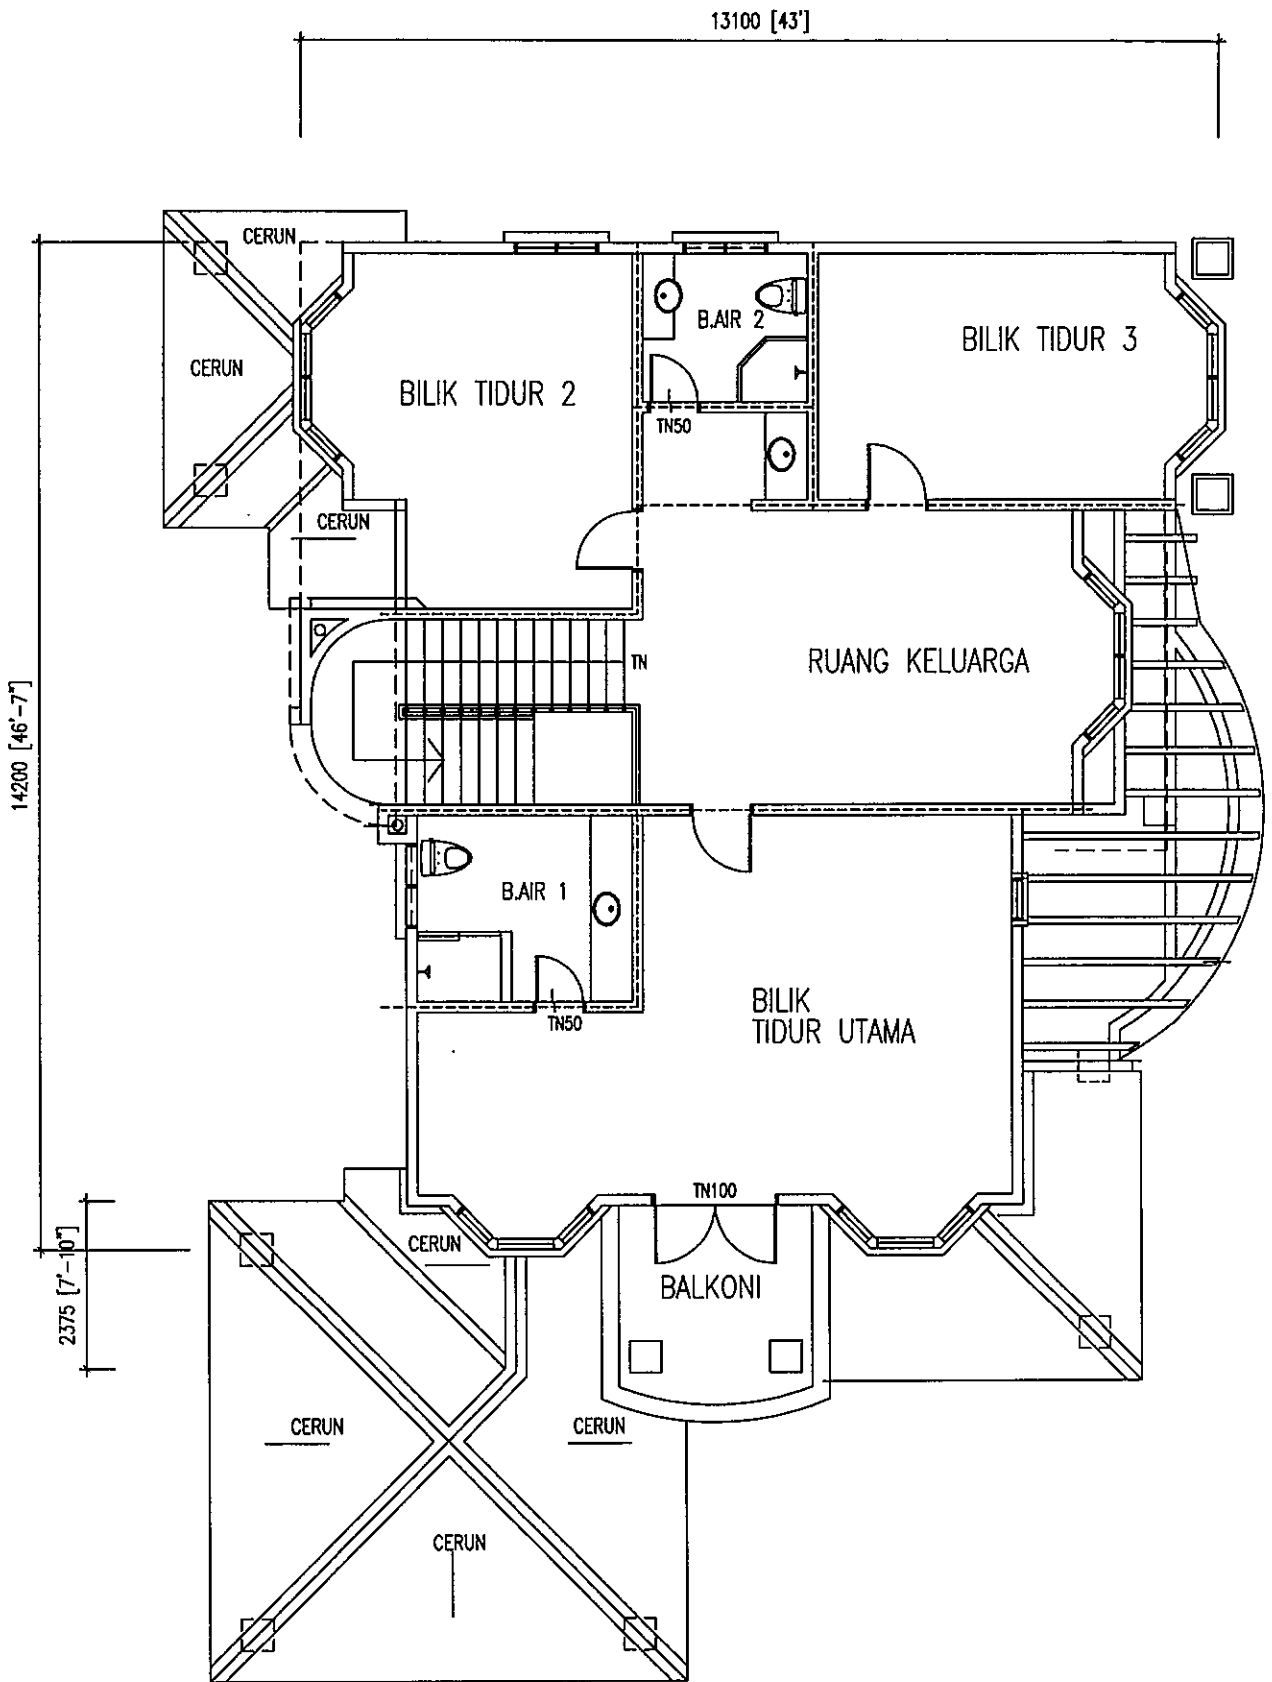 13100 [43']
CERUN
B.AIR 2
BILIK TIDUR 3
CERUN
BILIK TIDUR 2
TN50
CERUN
TN
RUANG KELUARGA
14200 [46'-7"]
B.AIR 1
BILIK
TIDUR UTAMA
TN50
TN100
CERUN
BALKONI
2375 [7'-10"]
CERUN
CERUN
CERUN